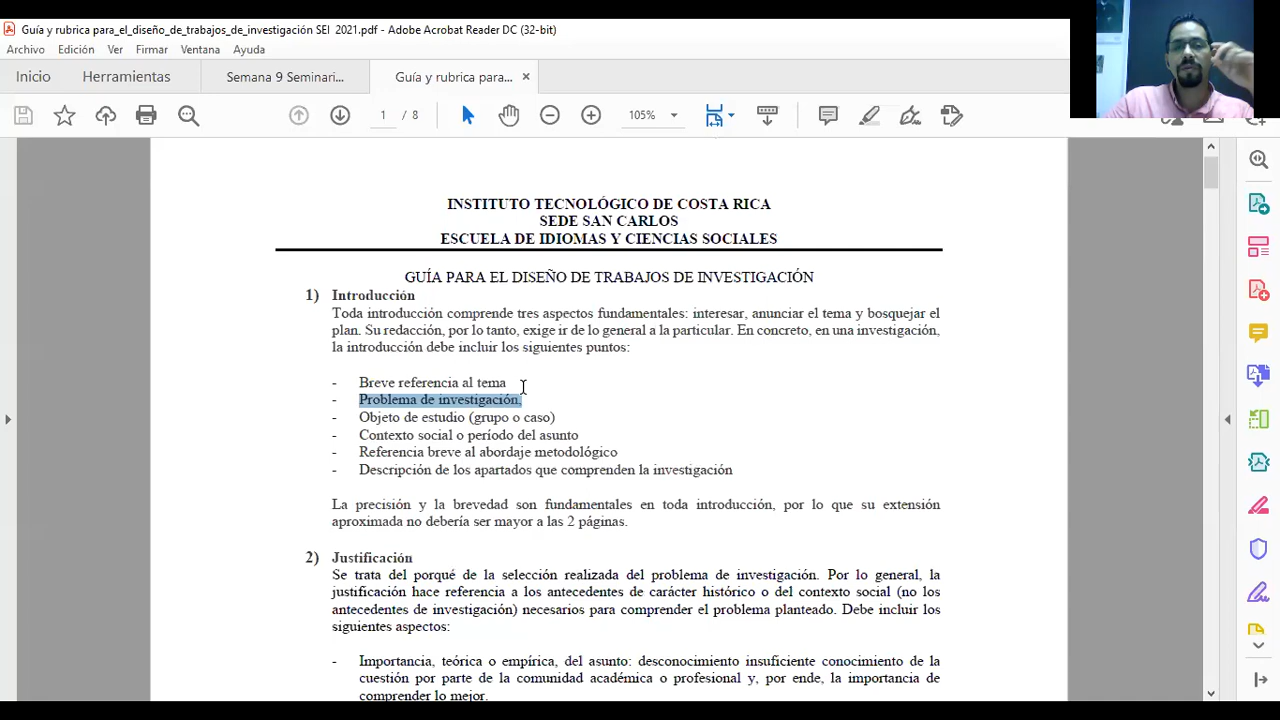 Guía y rubrica para_el_diseño_de_trabajos_de_investigación SEI 2021.pdf - Adobe Acrobat Reader DC (32-bit)
Archivo Edición Ver Firmar Ventana Ayuda
Inicio Herramientas Semana 9 Seminari... Guía y rubrica para... ×
1 / 8 105%
INSTITUTO TECNOLÓGICO DE COSTA RICA
SEDE SAN CARLOS
ESCUELA DE IDIOMAS Y CIENCIAS SOCIALES
GUÍA PARA EL DISEÑO DE TRABAJOS DE INVESTIGACIÓN
1) Introducción
Toda introducción comprende tres aspectos fundamentales: interesar, anunciar el tema y bosquejar el
plan. Su redacción, por lo tanto, exige ir de lo general a la particular. En concreto, en una investigación,
la introducción debe incluir los siguientes puntos:
- Breve referencia al tema
- Problema de investigación.
- Objeto de estudio (grupo o caso)
- Contexto social o período del asunto
- Referencia breve al abordaje metodológico
- Descripción de los apartados que comprenden la investigación
La precisión y la brevedad son fundamentales en toda introducción, por lo que su extensión
aproximada no debería ser mayor a las 2 páginas.
2) Justificación
Se trata del porqué de la selección realizada del problema de investigación. Por lo general, la
justificación hace referencia a los antecedentes de carácter histórico o del contexto social (no los
antecedentes de investigación) necesarios para comprender el problema planteado. Debe incluir los
siguientes aspectos:
- Importancia, teórica o empírica, del asunto: desconocimiento insuficiente conocimiento de la
cuestión por parte de la comunidad académica o profesional y, por ende, la importancia de
comprender lo mejor.